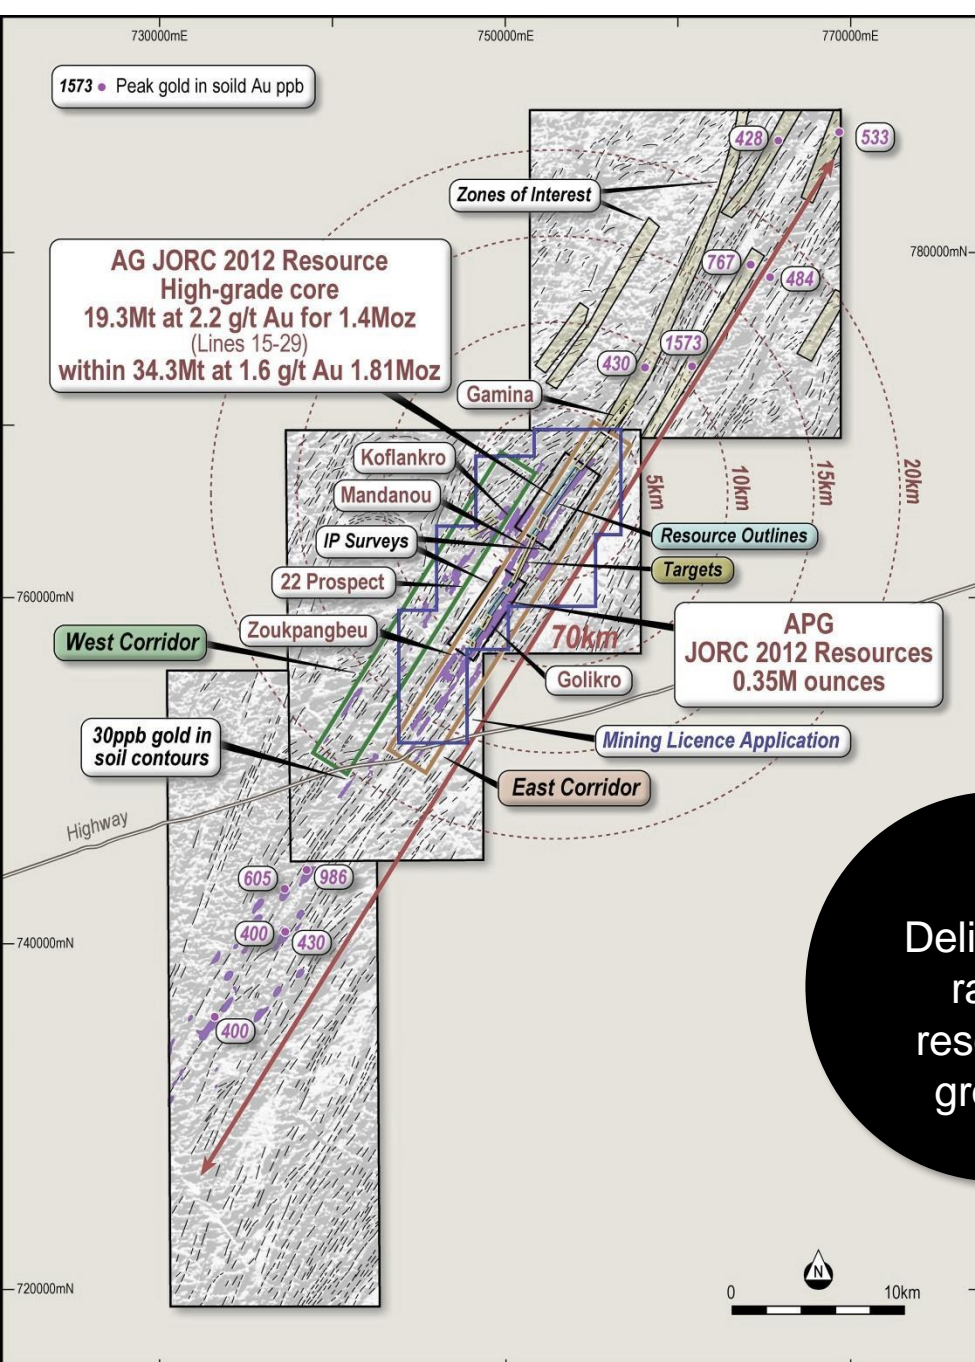 730000mE
750000mE
770000mE
1573 Peak gold in soild Au ppb
428
533
Zones of Interest
780000mN
AG JORC 2012 Resource
High-grade core
19.3Mt at 2.2 g/t Au for 1.4Moz
(Lines 15-29)
within 34.3Mt at 1.6 g/t Au 1.81Moz
767
484
1573
430
Gamina
Koflankro
5km
10km
15km
20km
Mandanou
IP Surveys
Resource Outlines
Targets
22 Prospect
760000mN
Zoukpangbeu
West Corridor
70km
APG
JORC 2012 Resources
0.35M ounces
Golikro
30ppb gold in
soil contours
Mining Licence Application
East Corridor
Highway
605
986
400
430
740000mN
400
720000mN
N
0
10km